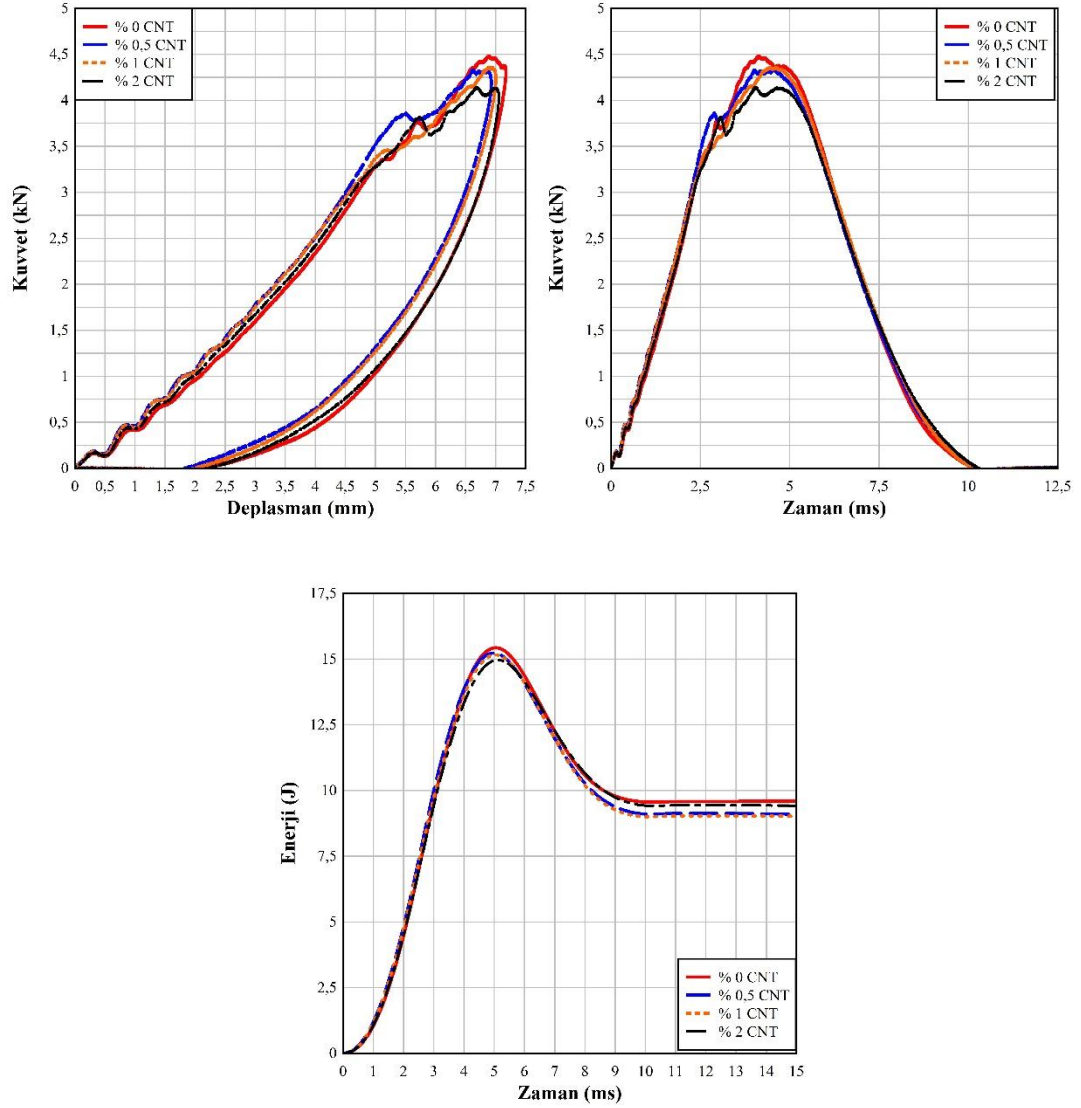 % 0 CNT
% 0,5 CNT
% 1 CNT
% 2 CNT
Kuvvet (kN)
5
4,5
4
3,5
3
2,5
2
1,5
1
0,5
0
0 0,5 1 1,5 2 2,5 3 3,5 4 4,5 5 5,5 6 6,5 7 7,5
Deplasman (mm)
% 0 CNT
% 0,5 CNT
% 1 CNT
% 2 CNT
Kuvvet (kN)
5
4,5
4
3,5
3
2,5
2
1,5
1
0,5
0
0 2,5 5 7,5 10 12,5
Zaman (ms)
Enerji (J)
17,5
15
12,5
10
7,5
5
2,5
0
% 0 CNT
% 0,5 CNT
% 1 CNT
% 2 CNT
0 1 2 3 4 5 6 7 8 9 10 11 12 13 14 15
Zaman (ms)